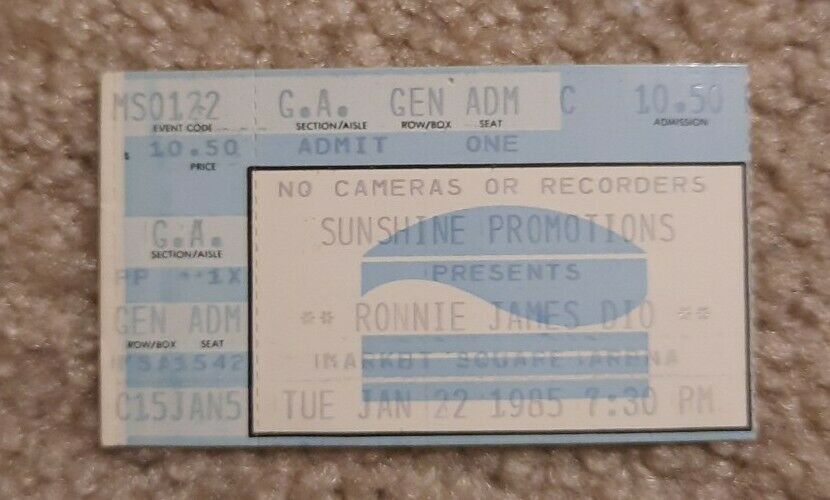 MS0122 G.A. GEN ADM C 10.50
EVENT CODE SECTION/AISLE ROW/BOX SEAT ADMISSION
$ 10.50 ADMIT ONE
PRICE
NO CAMERAS OR RECORDERS
SUNSHINE PROMOTIONS
PRESENTS
** RONNIE JAMES DIO **
MARKET SQUARE ARENA
TUE JAN 22 1985 7:30 PM
G.A.
SECTION/AISLE
1X
GEN ADM
ROW/BOX SEAT
C15JAN5